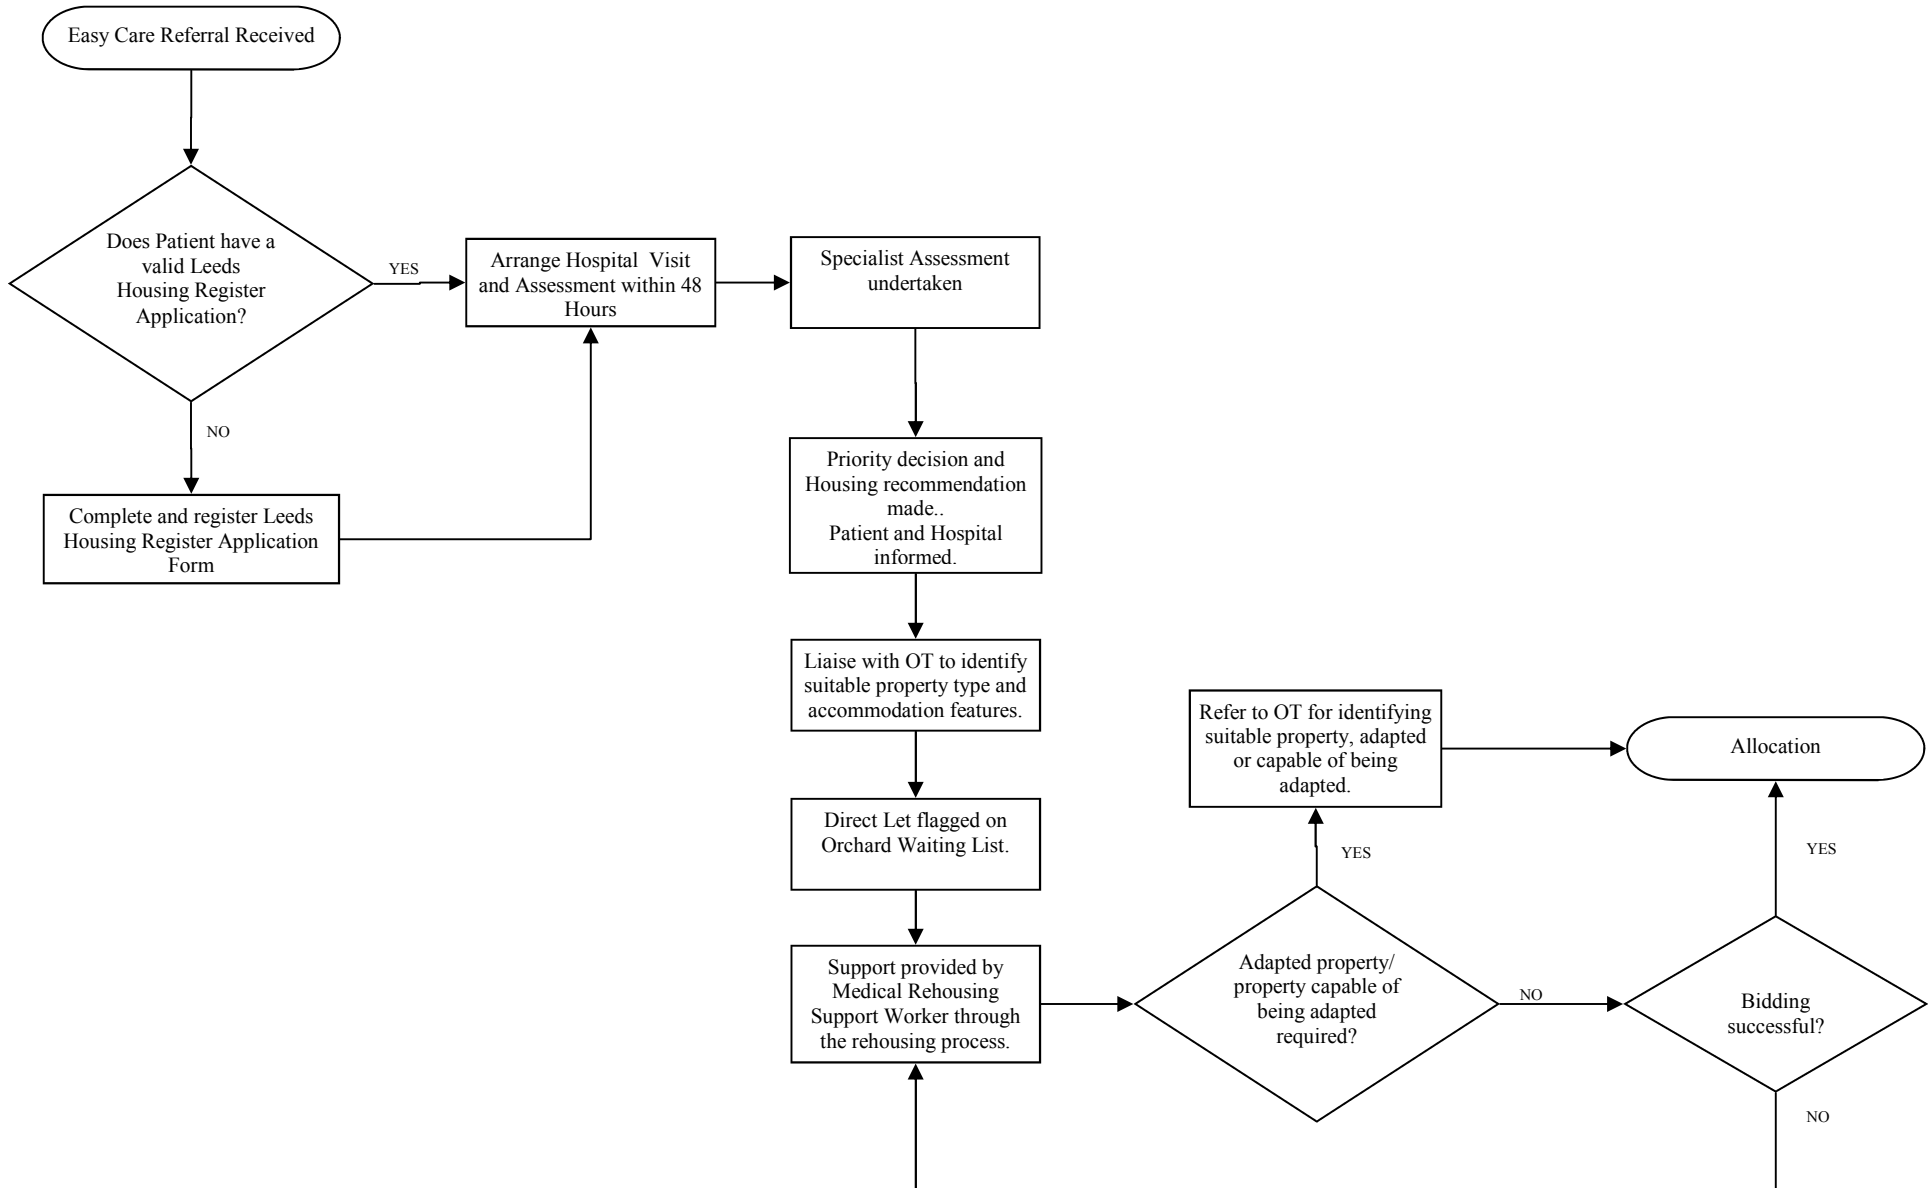 Easy Care Referral Received
Does Patient have a
valid Leeds
Housing Register
Application?
YES
NO
Complete and register Leeds
Housing Register Application
Form
Arrange Hospital Visit
and Assessment within 48
Hours
Specialist Assessment
undertaken
Priority decision and
Housing recommendation
made..
Patient and Hospital
informed.
Liaise with OT to identify
suitable property type and
accommodation features.
Direct Let flagged on
Orchard Waiting List.
Support provided by
Medical Rehousing
Support Worker through
the rehousing process.
Adapted property/
property capable of
being adapted
required?
YES
Refer to OT for identifying
suitable property, adapted
or capable of being
adapted.
NO
Bidding
successful?
YES
Allocation
NO